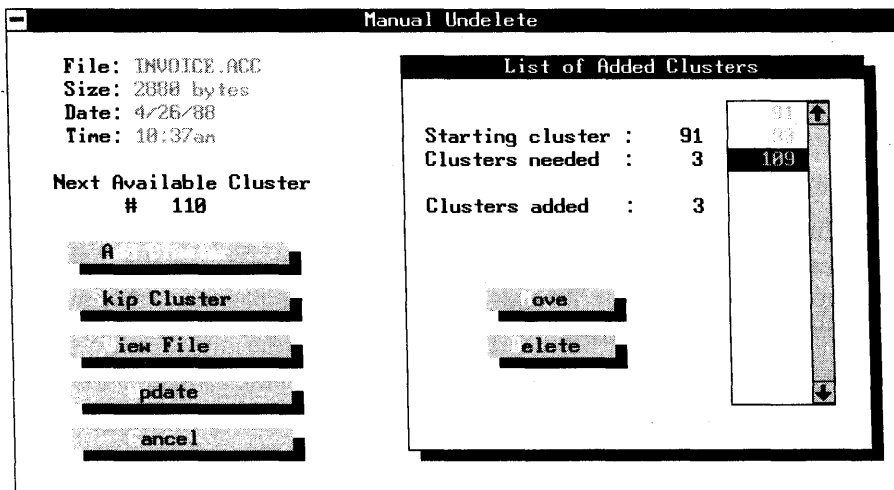 Manual Undelete
File: INVOICE.ACC
Size: 2880 bytes
Date: 4/26/88
Time: 10:37am
Next Available Cluster
# 110
A
kip Cluster
iew File
pdate
ancel
List of Added Clusters
Starting cluster : 91
Clusters needed : 3
Clusters added : 3
91
93
109
ove
elete